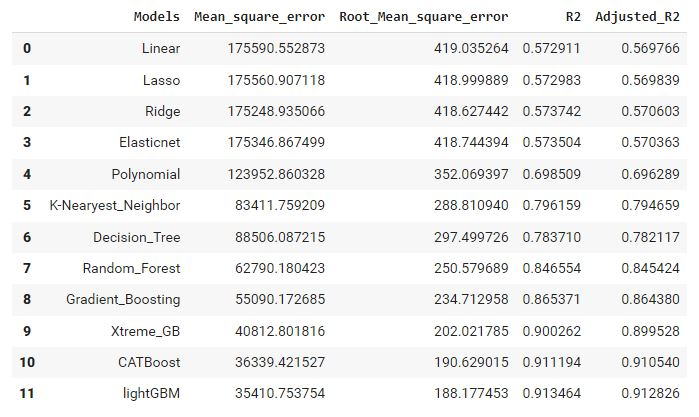 Models Mean_square_error Root_Mean_square_error R2 Adjusted_R2
0 Linear 175590.552873 419.035264 0.572911 0.569766
1 Lasso 175560.907118 418.999889 0.572983 0.569839
2 Ridge 175248.935066 418.627442 0.573742 0.570603
3 Elasticnet 175346.867499 418.744394 0.573504 0.570363
4 Polynomial 123952.860328 352.069397 0.698509 0.696289
5 K-Nearyest_Neighbor 83411.759209 288.810940 0.796159 0.794659
6 Decision_Tree 88506.087215 297.499726 0.783710 0.782117
7 Random_Forest 62790.180423 250.579689 0.846554 0.845424
8 Gradient_Boosting 55090.172685 234.712958 0.865371 0.864380
9 Xtreme_GB 40812.801816 202.021785 0.900262 0.899528
10 CATBoost 36339.421527 190.629015 0.911194 0.910540
11 lightGBM 35410.753754 188.177453 0.913464 0.912826